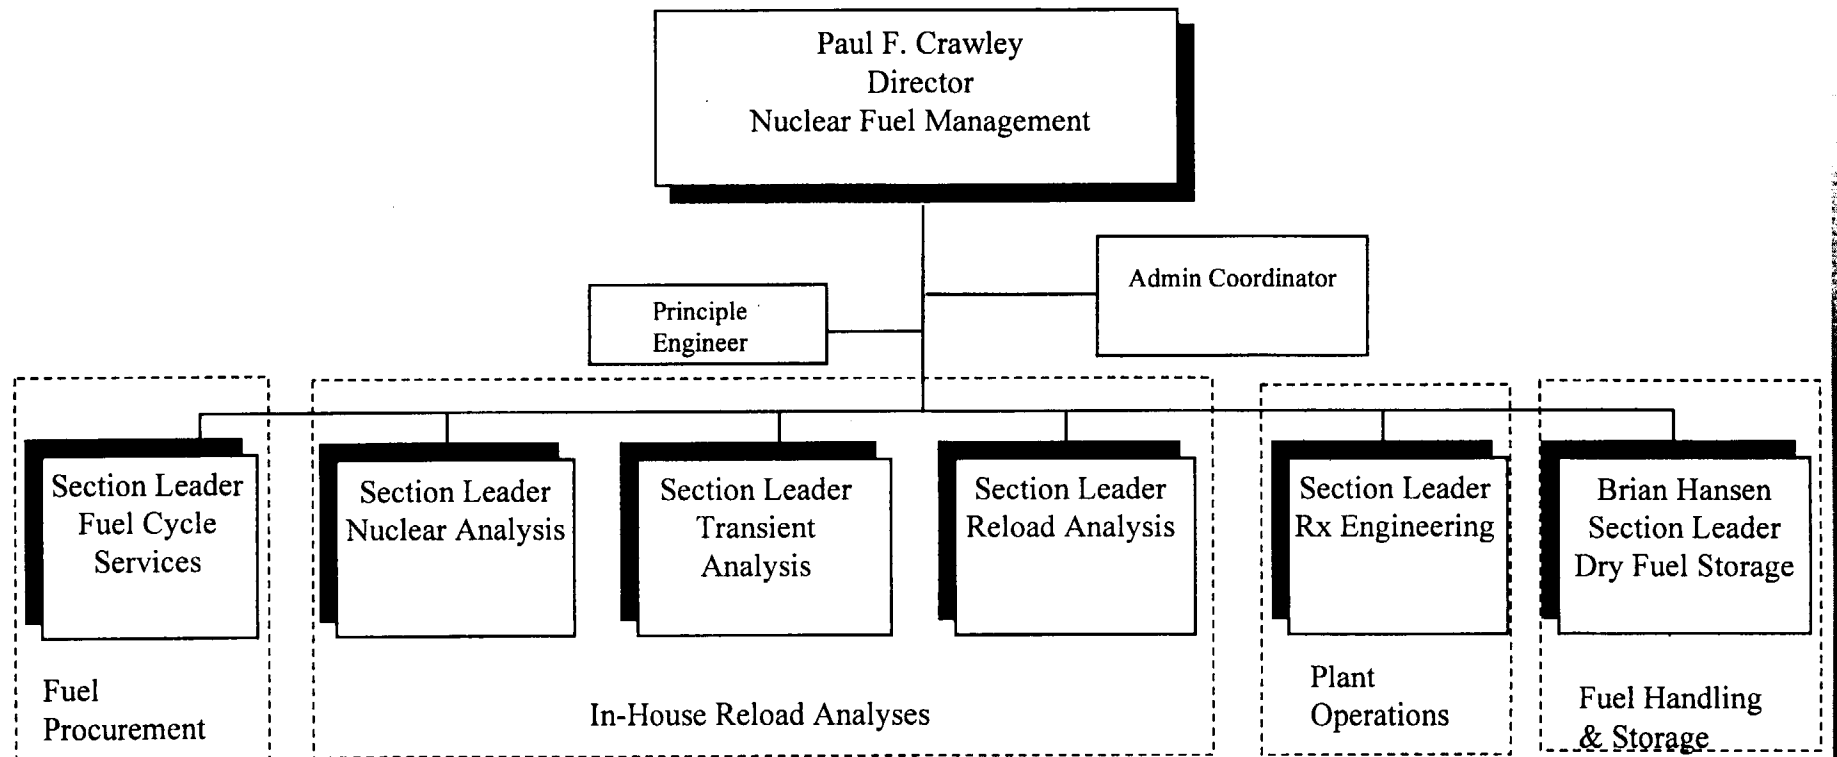 Paul F. Crawley
Director
Nuclear Fuel Management
Admin Coordinator
Principle
Engineer
Section Leader
Fuel Cycle
Services
Section Leader
Nuclear Analysis
Section Leader
Transient
Analysis
Section Leader
Reload Analysis
Section Leader
Rx Engineering
Brian Hansen
Section Leader
Dry Fuel Storage
Fuel
Procurement
In-House Reload Analyses
Plant
Operations
Fuel Handling
& Storage